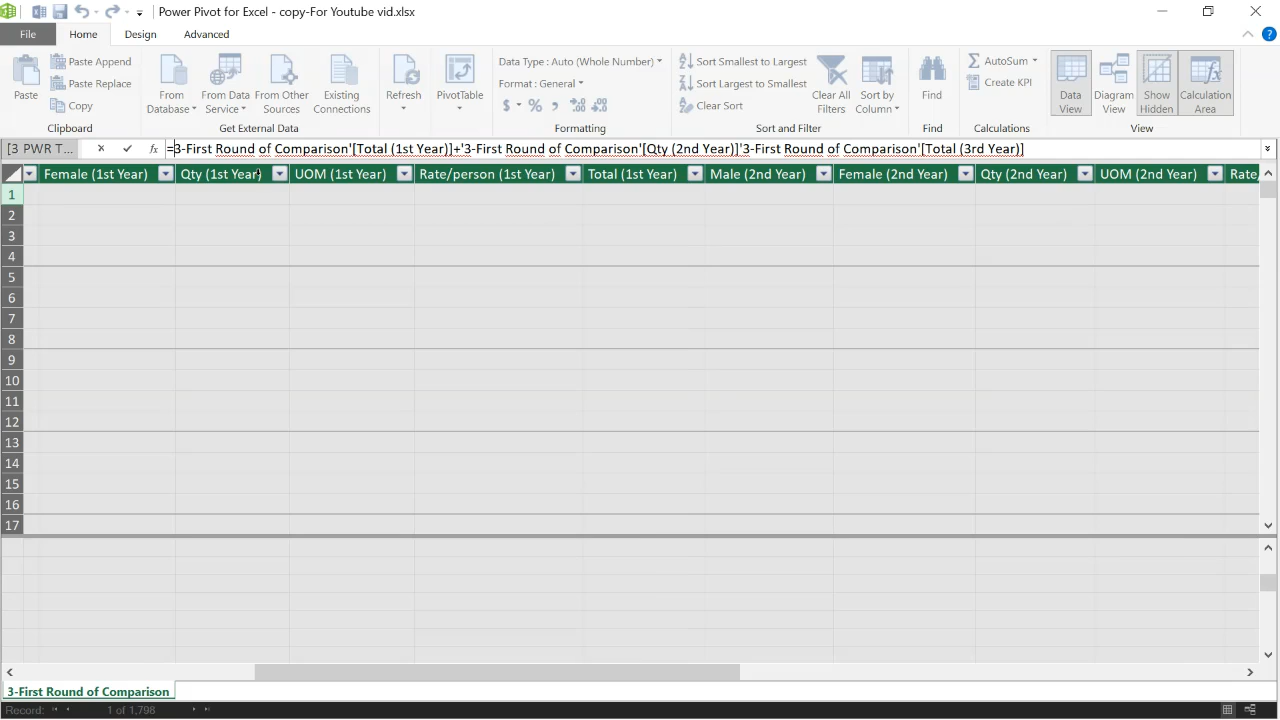 Power Pivot for Excel - copy-For Youtube vid.xlsx
File Home Design Advanced
Paste
Paste Append
Paste Replace
Copy
Clipboard
From Database
From Data Service
From Other Sources
Existing Connections
Get External Data
Refresh
PivotTable
Data Type : Auto (Whole Number)
Format : General
$ % ,
Formatting
Sort Smallest to Largest
Sort Largest to Smallest
Clear Sort
Clear All Filters
Sort by Column
Sort and Filter
Find
Find
AutoSum
Create KPI
Calculations
Data View
Diagram View
Show Hidden
Calculation Area
View
[3 PWR T... fx =3-First Round of Comparison'[Total (1st Year)]+'3-First Round of Comparison'[Qty (2nd Year)]'3-First Round of Comparison'[Total (3rd Year)]
Female (1st Year) Qty (1st Year) UOM (1st Year) Rate/person (1st Year) Total (1st Year) Male (2nd Year) Female (2nd Year) Qty (2nd Year) UOM (2nd Year) Rate/
1
2
3
4
5
6
7
8
9
10
11
12
13
14
15
16
17
3-First Round of Comparison
Record: 1 of 1,798